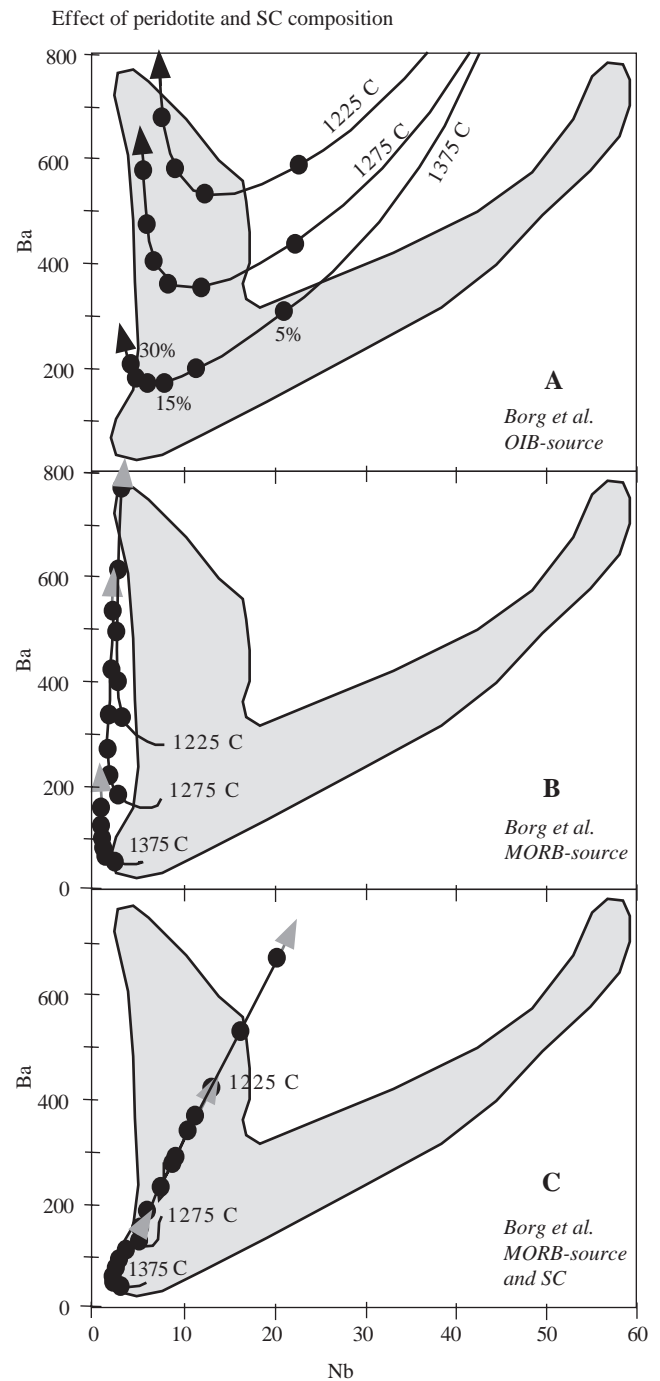 Effect of peridotite and SC composition
800
600
400
200
Ba
1225 C
1275 C
1375 C
30%
15%
5%
A
Borg et al.
OIB-source
800
600
400
200
0
Ba
1225 C
1275 C
1375 C
B
Borg et al.
MORB-source
600
400
200
0
Ba
1225 C
1275 C
1375 C
C
Borg et al.
MORB-source
and SC
0 10 20 30 40 50 60
Nb